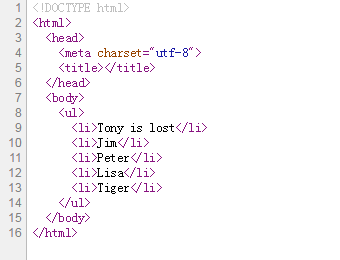 1 <!DOCTYPE html>
2 <html>
3 <head>
4 <meta charset="utf-8">
5 <title></title>
6 </head>
7 <body>
8 <ul>
9 <li>Tony is lost</li>
10 <li>Jim</li>
11 <li>Peter</li>
12 <li>Lisa</li>
13 <li>Tiger</li>
14 </ul>
15 </body>
16 </html>